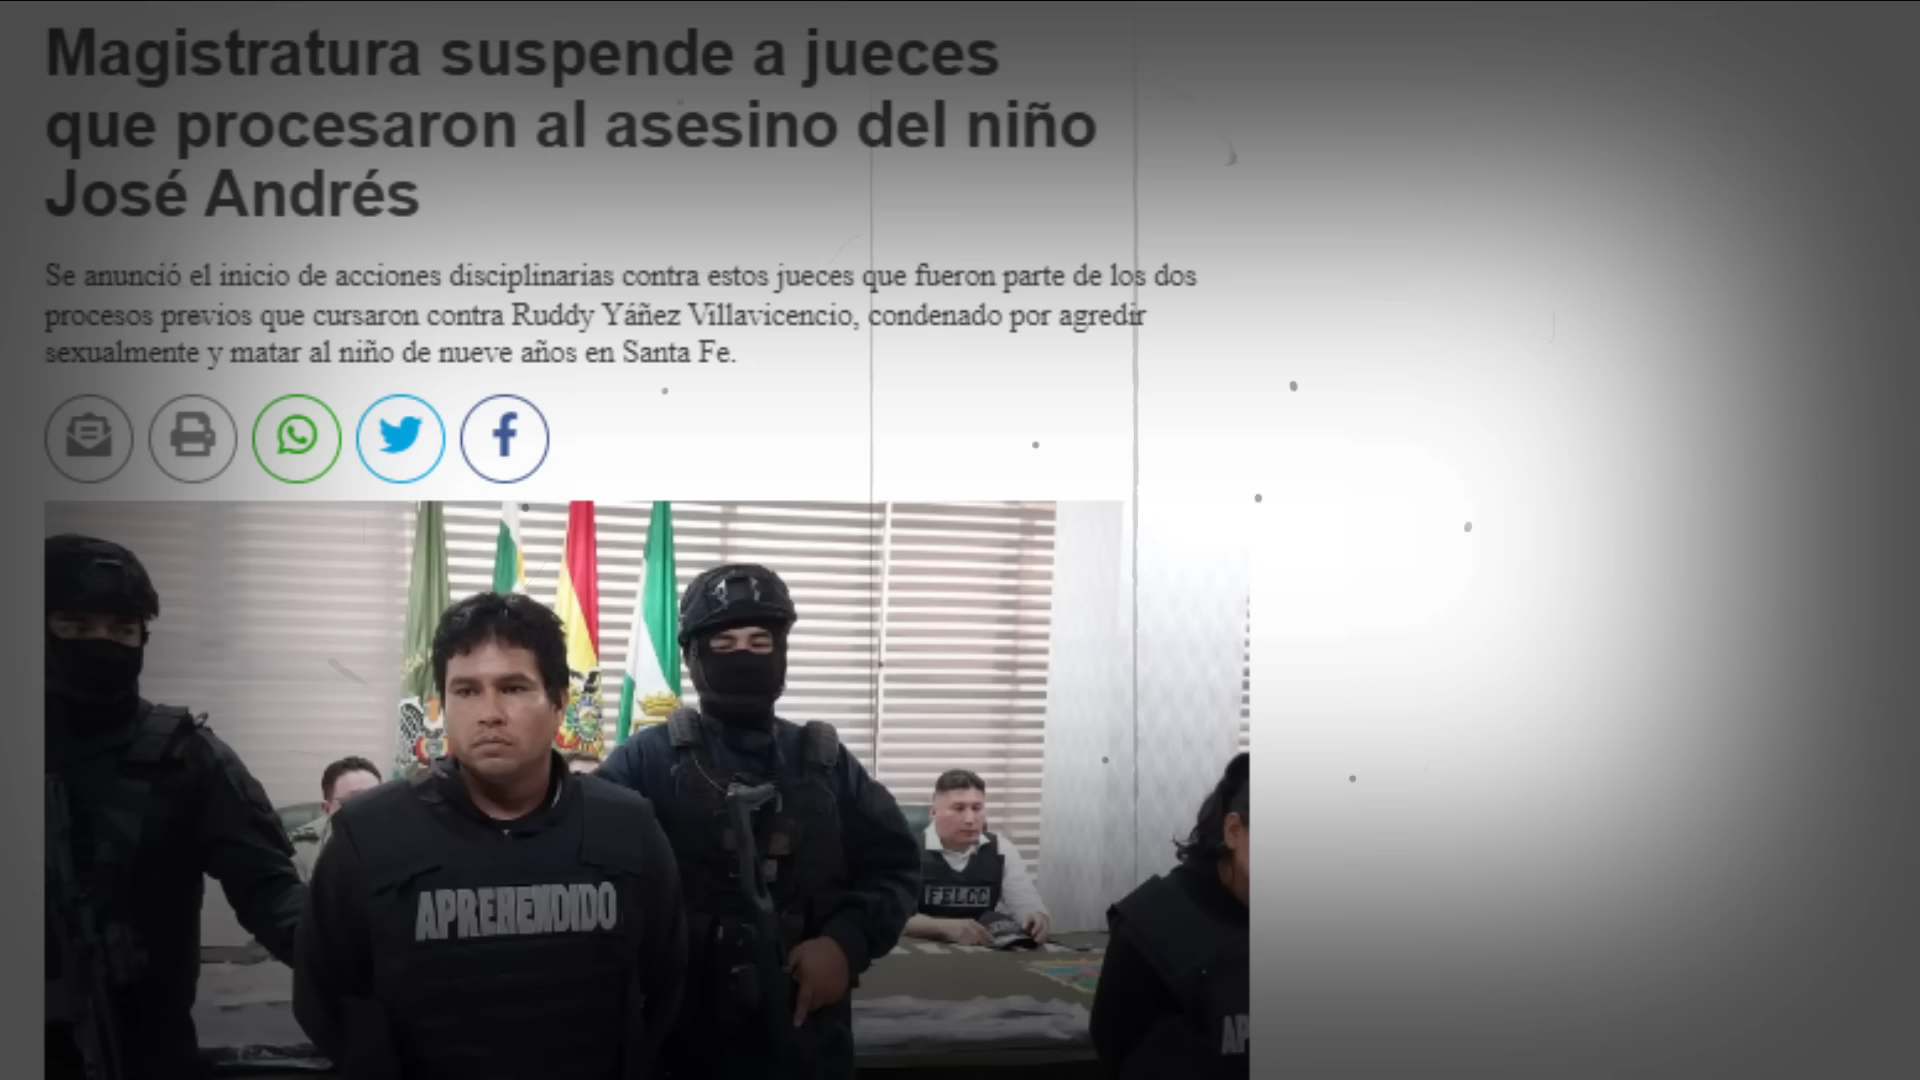 Magistratura suspende a jueces
que procesaron al asesino del niño
José Andrés
Se anunció el inicio de acciones disciplinarias contra estos jueces que fueron parte de los dos
procesos previos que cursaron contra Ruddy Yáñez Villavicencio, condenado por agredir
sexualmente y matar al niño de nueve años en Santa Fe.
APREHENDIDO
FELCC
AP